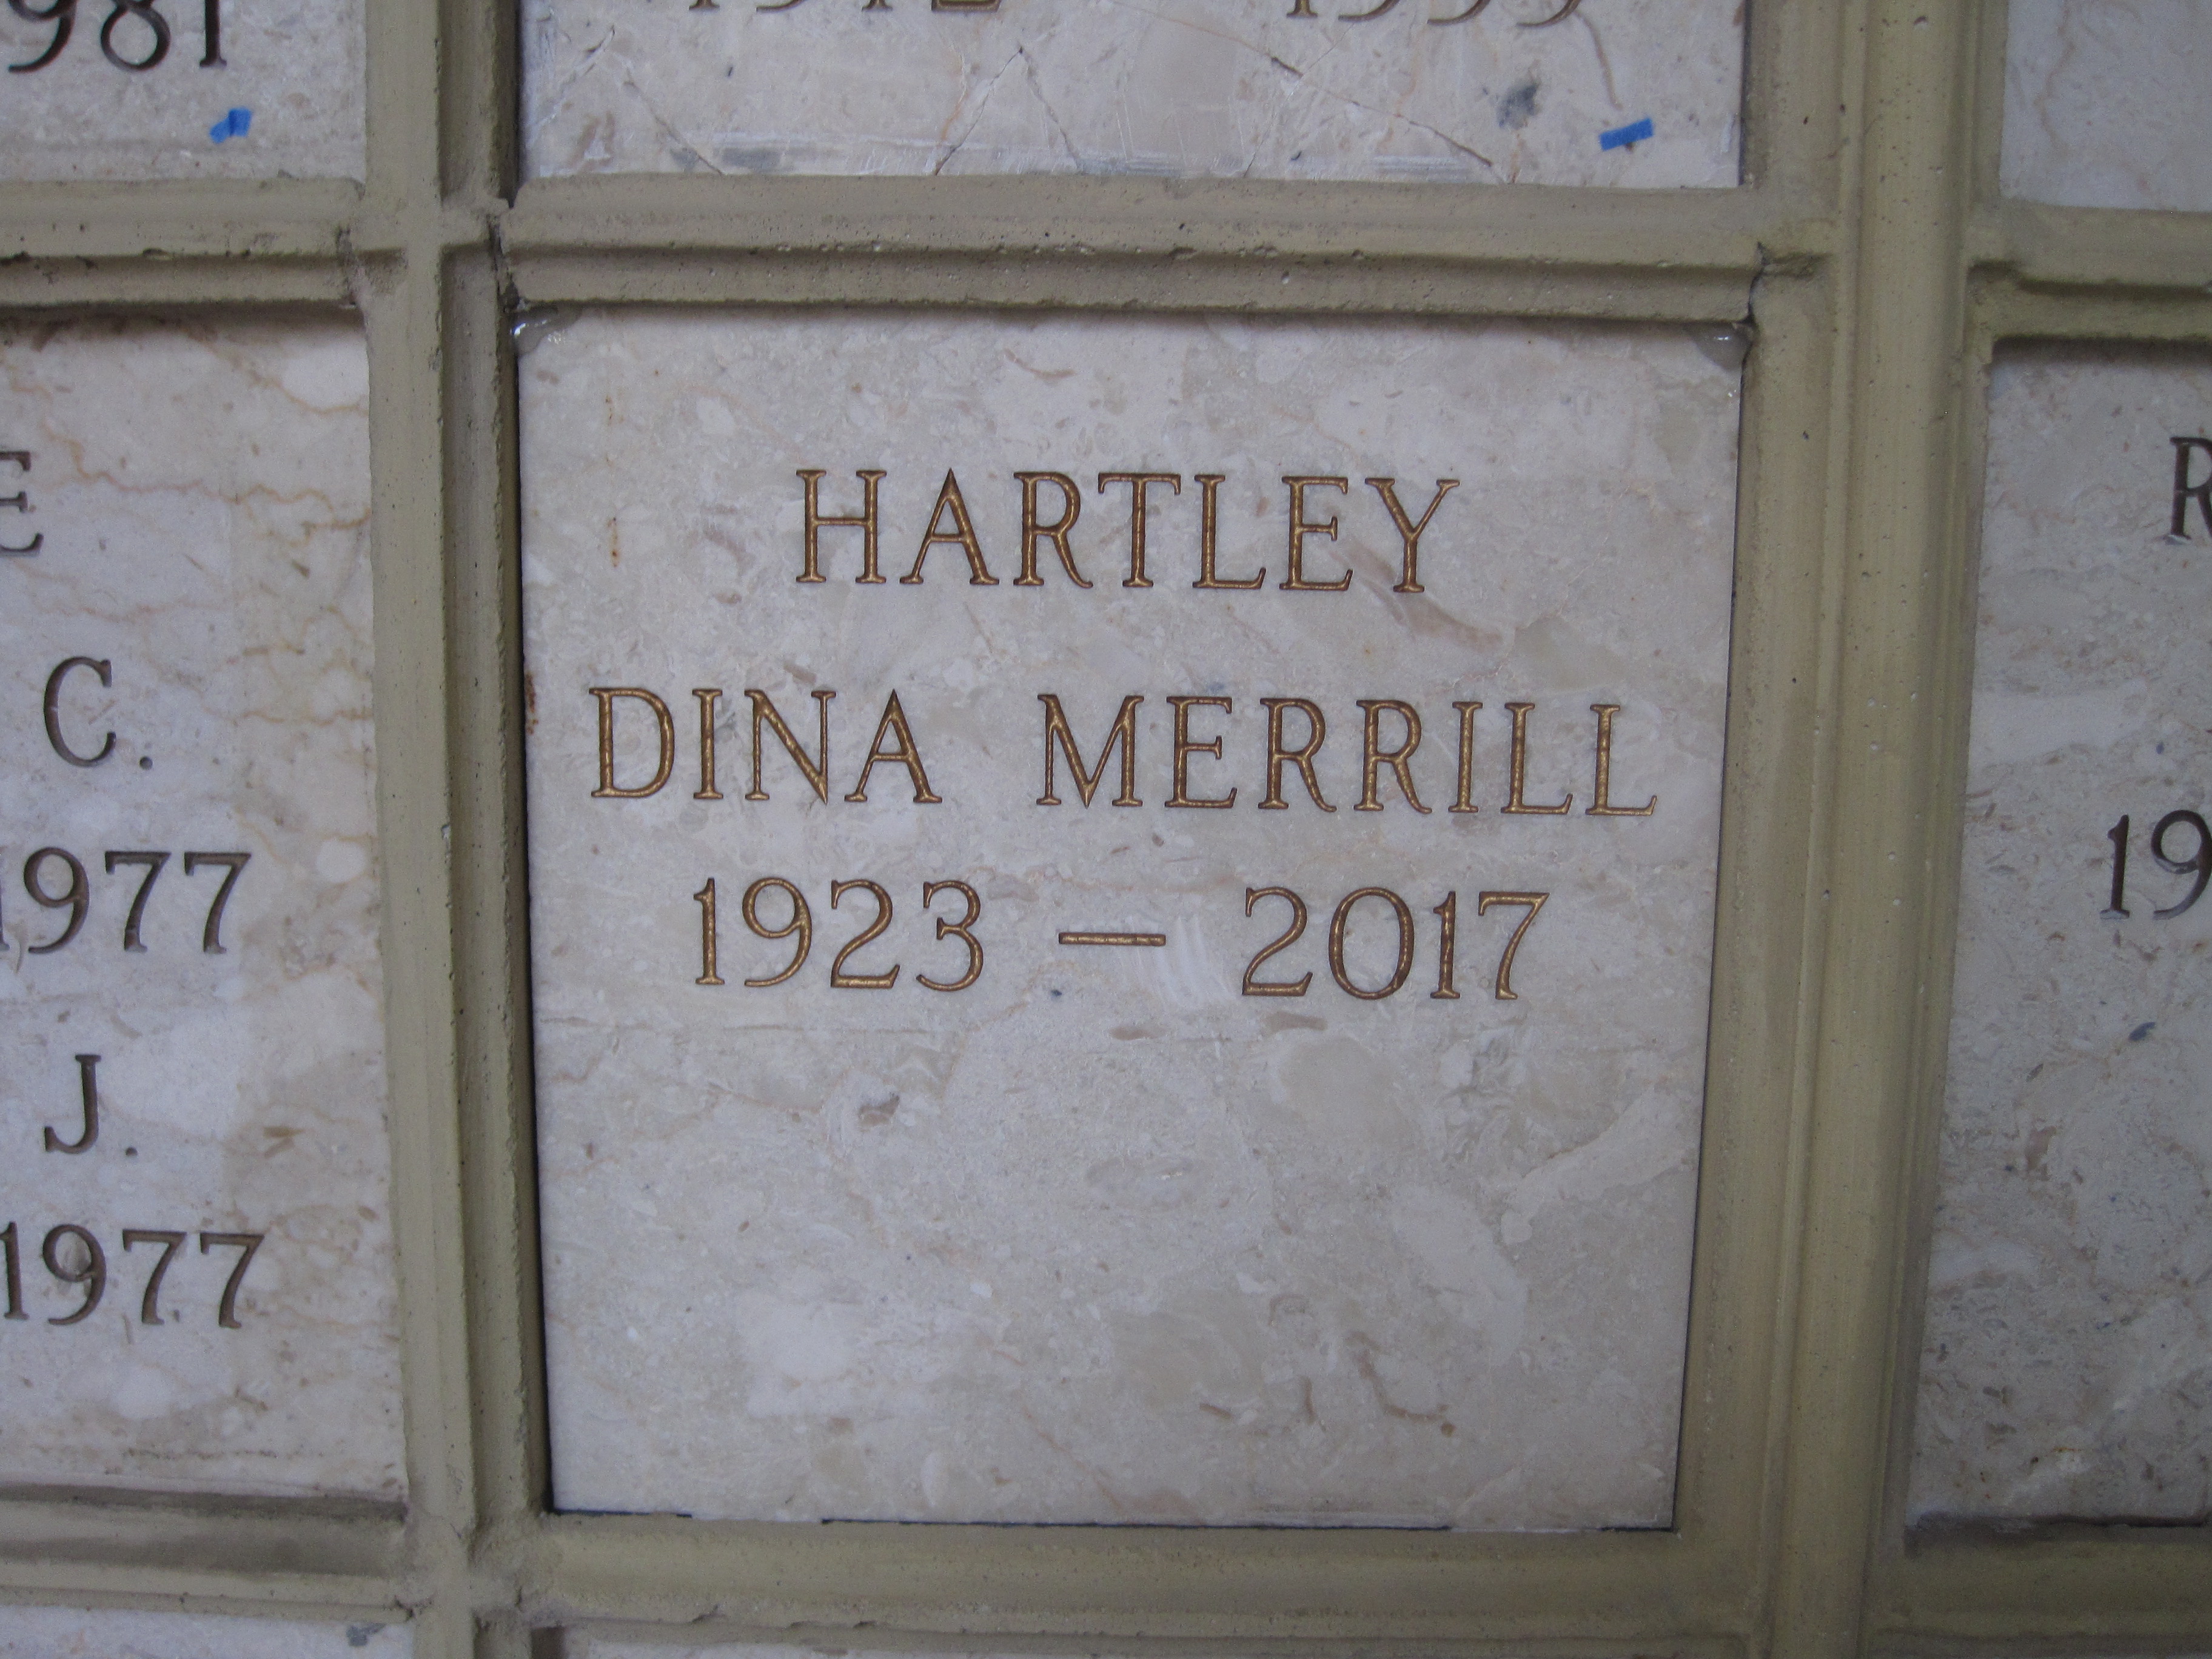 HARTLEY
DINA MERRILL
1923 — 2017
C.
1977
J.
1977